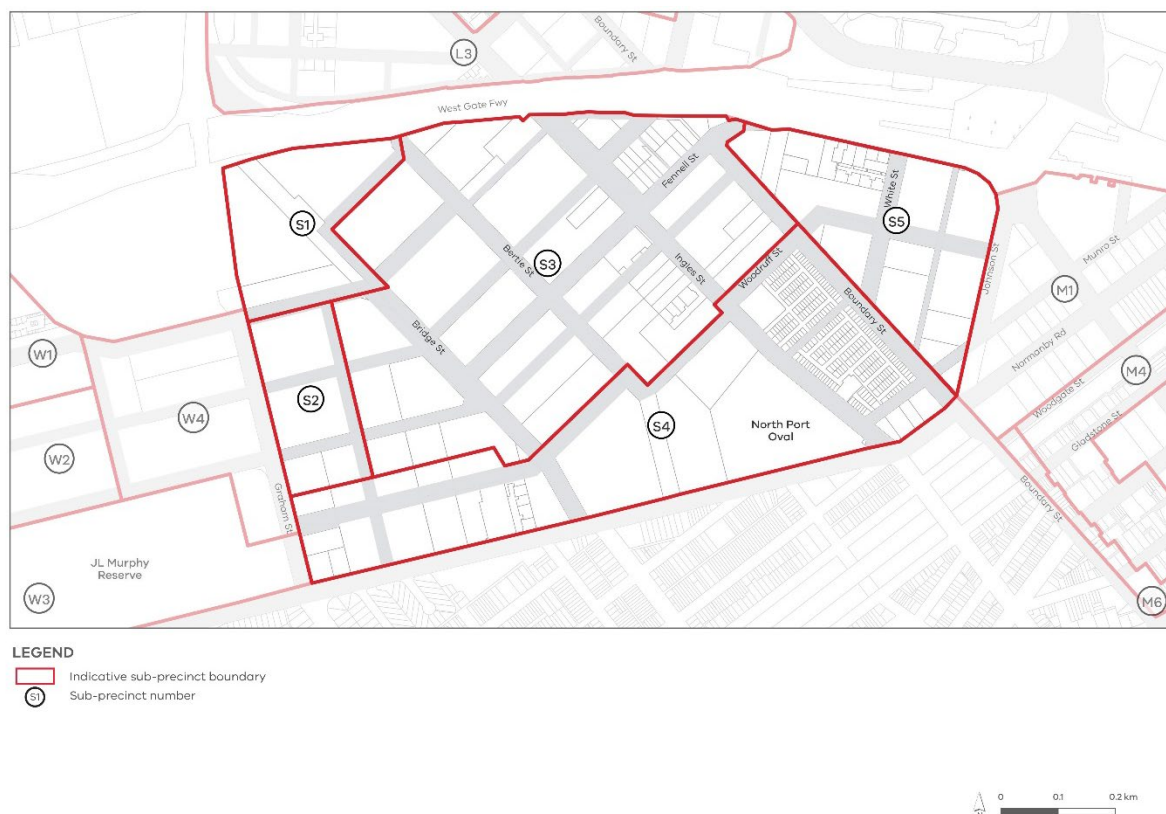 L3
Boundary St
West Gate Fwy
Fennell St
White St
S1
S5
Bertie St
S3
Ingles St
Woodruff St
Boundary St
Johnson St
Munro St
M1
Bridge St
Normanby Rd
W1
M4
Woodgate St
S2
W4
S4
North Port
Oval
Gladstone St
W2
Graham St
Boundary St
JL Murphy
Reserve
W3
M6
LEGEND
Indicative sub-precinct boundary
S1
Sub-precinct number
0 0.1 0.2 km